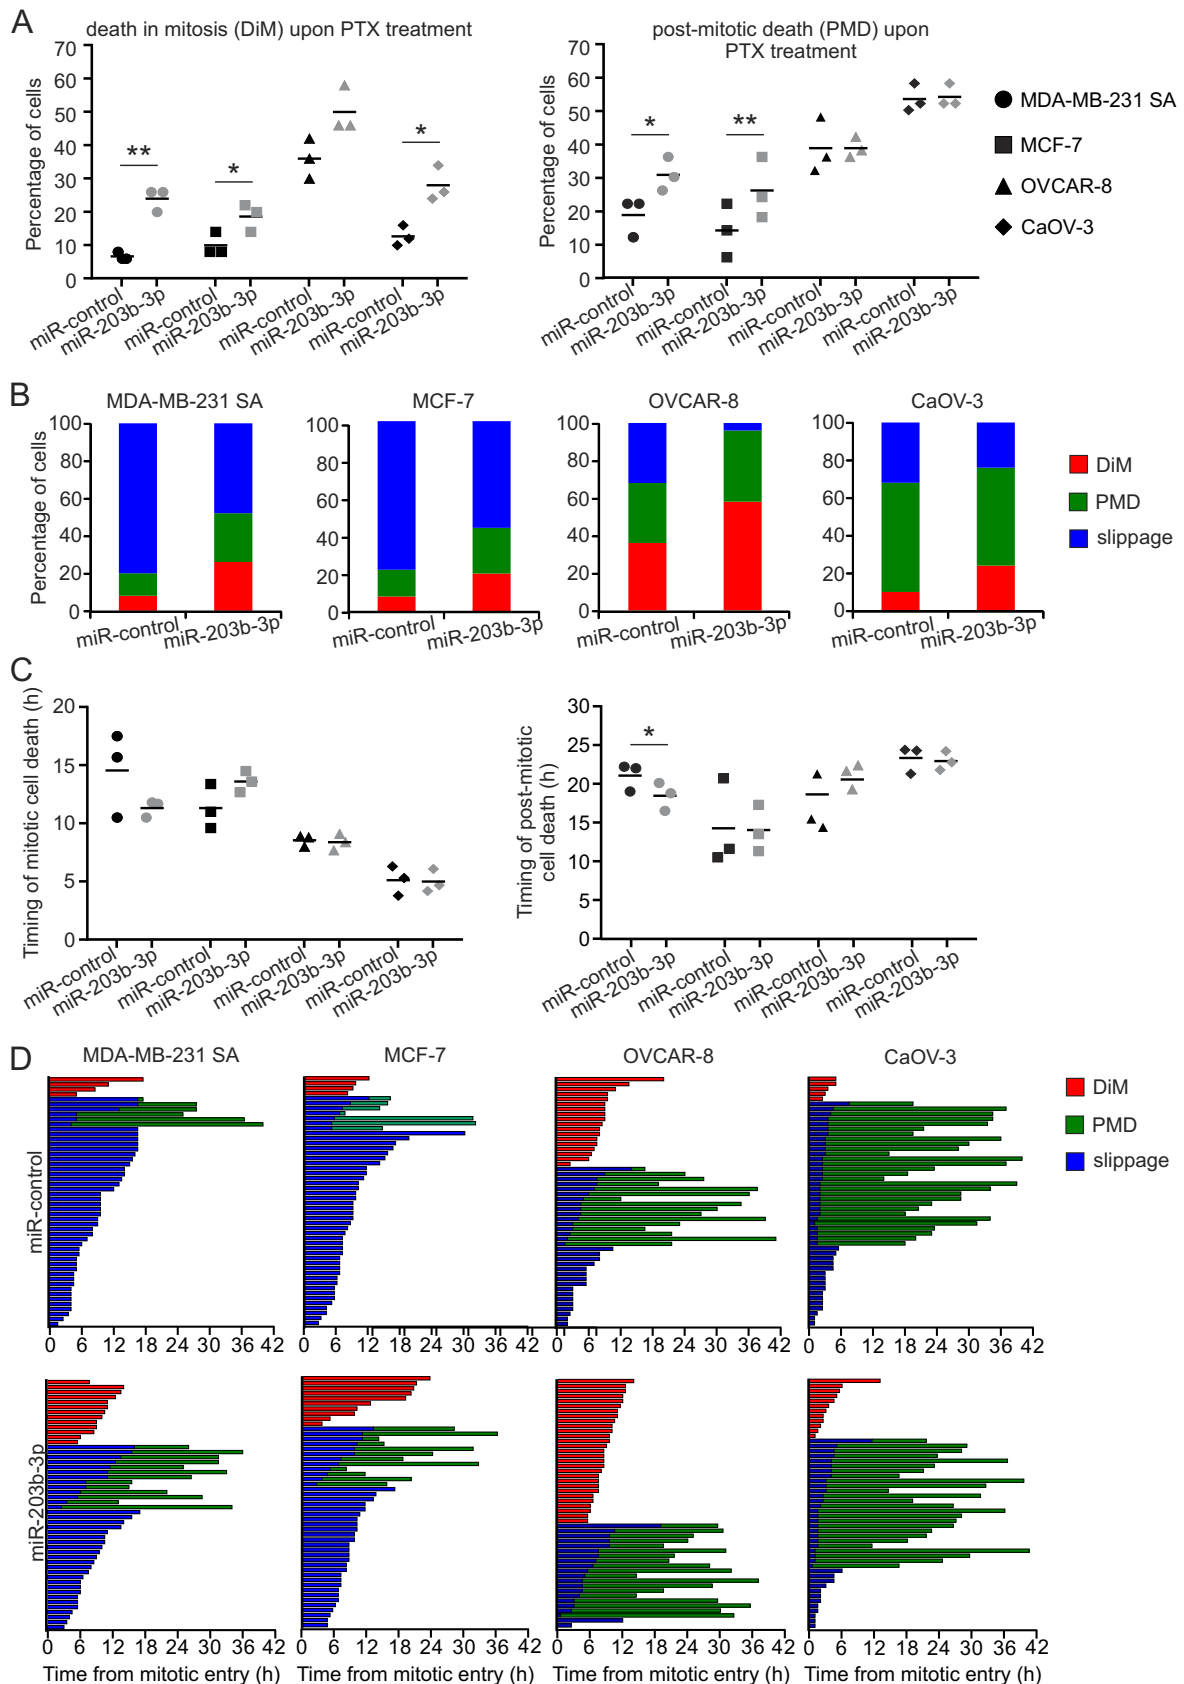 A
death in mitosis (DiM) upon PTX treatment
Percentage of cells
70
60
50
40
30
20
10
0
**
*
*
miR-control
miR-203b-3p
miR-control
miR-203b-3p
miR-control
miR-203b-3p
miR-control
miR-203b-3p
post-mitotic death (PMD) upon
PTX treatment
Percentage of cells
70
60
50
40
30
20
10
0
*
**
miR-control
miR-203b-3p
miR-control
miR-203b-3p
miR-control
miR-203b-3p
miR-control
miR-203b-3p
MDA-MB-231 SA
MCF-7
OVCAR-8
CaOV-3
B
Percentage of cells
MDA-MB-231 SA
100
80
60
40
20
0
miR-control
miR-203b-3p
MCF-7
100
80
60
40
20
0
miR-control
miR-203b-3p
OVCAR-8
100
80
60
40
20
0
miR-control
miR-203b-3p
CaOV-3
100
80
60
40
20
0
miR-control
miR-203b-3p
DiM
PMD
slippage
C
Timing of mitotic cell death (h)
20
15
10
5
0
miR-control
miR-203b-3p
miR-control
miR-203b-3p
miR-control
miR-203b-3p
miR-control
miR-203b-3p
Timing of post-mitotic
cell death (h)
30
25
20
15
10
5
0
*
miR-control
miR-203b-3p
miR-control
miR-203b-3p
miR-control
miR-203b-3p
miR-control
miR-203b-3p
D
MDA-MB-231 SA
MCF-7
OVCAR-8
CaOV-3
DiM
PMD
slippage
miR-control
0 6 12 18 24 30 36 42
0 6 12 18 24 30 36 42
0 6 12 18 24 30 36 42
0 6 12 18 24 30 36 42
miR-203b-3p
0 6 12 18 24 30 36 42
0 6 12 18 24 30 36 42
0 6 12 18 24 30 36 42
0 6 12 18 24 30 36 42
Time from mitotic entry (h)
Time from mitotic entry (h)
Time from mitotic entry (h)
Time from mitotic entry (h)